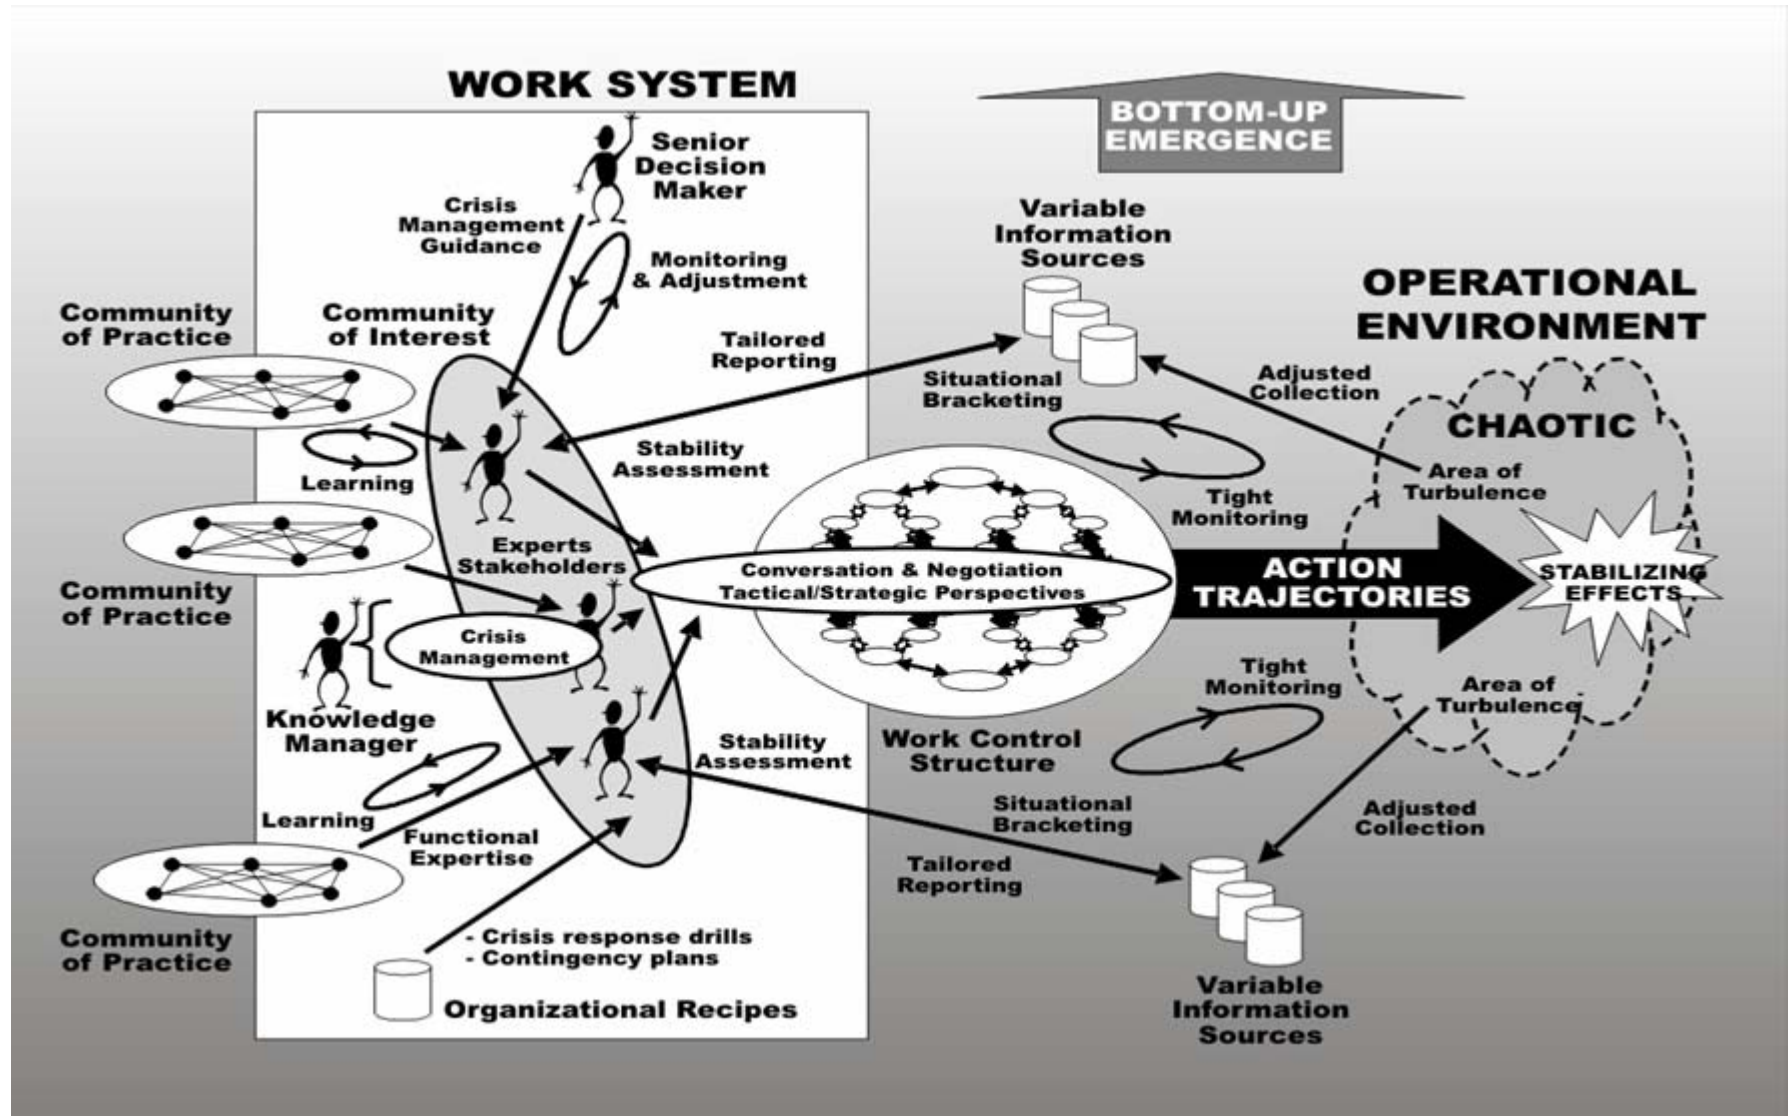 WORK SYSTEM
BOTTOM-UP
EMERGENCE
Senior
Decision
Maker
Crisis
Management
Guidance
Monitoring
& Adjustment
Variable
Information
Sources
OPERATIONAL
ENVIRONMENT
Community
of Practice
Community
of Interest
Tailored
Reporting
Situational
Bracketing
Adjusted
Collection
CHAOTIC
Learning
Stability
Assessment
Area of
Turbulence
Tight
Monitoring
Experts
Stakeholders
Community
of Practice
Conversation & Negotiation
Tactical/Strategic Perspectives
ACTION
TRAJECTORIES
STABILIZING
EFFECTS
Crisis
Management
Knowledge
Manager
Tight
Monitoring
Area of
Turbulence
Stability
Assessment
Work Control
Structure
Learning
Functional
Expertise
Situational
Bracketing
Adjusted
Collection
Tailored
Reporting
Community
of Practice
- Crisis response drills
- Contingency plans
Organizational Recipes
Variable
Information
Sources